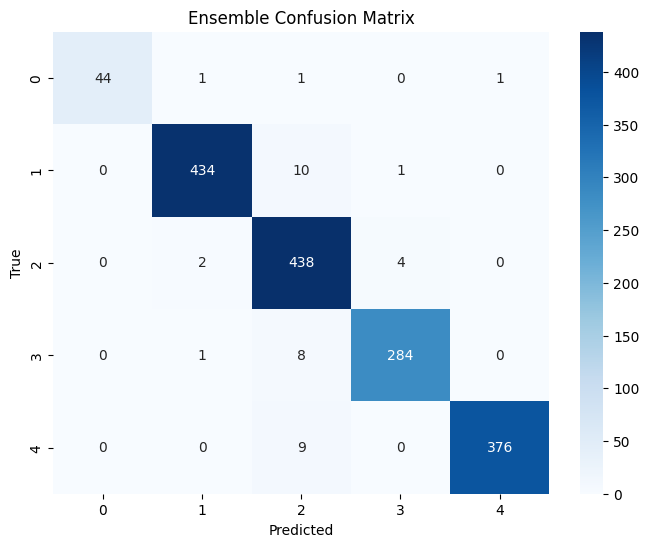 Ensemble Confusion Matrix
0 44 1 1 0 1
1 0 434 10 1 0
2 0 2 438 4 0
3 0 1 8 284 0
4 0 0 9 0 376
0 1 2 3 4
True
Predicted
400
350
300
250
200
150
100
50
0